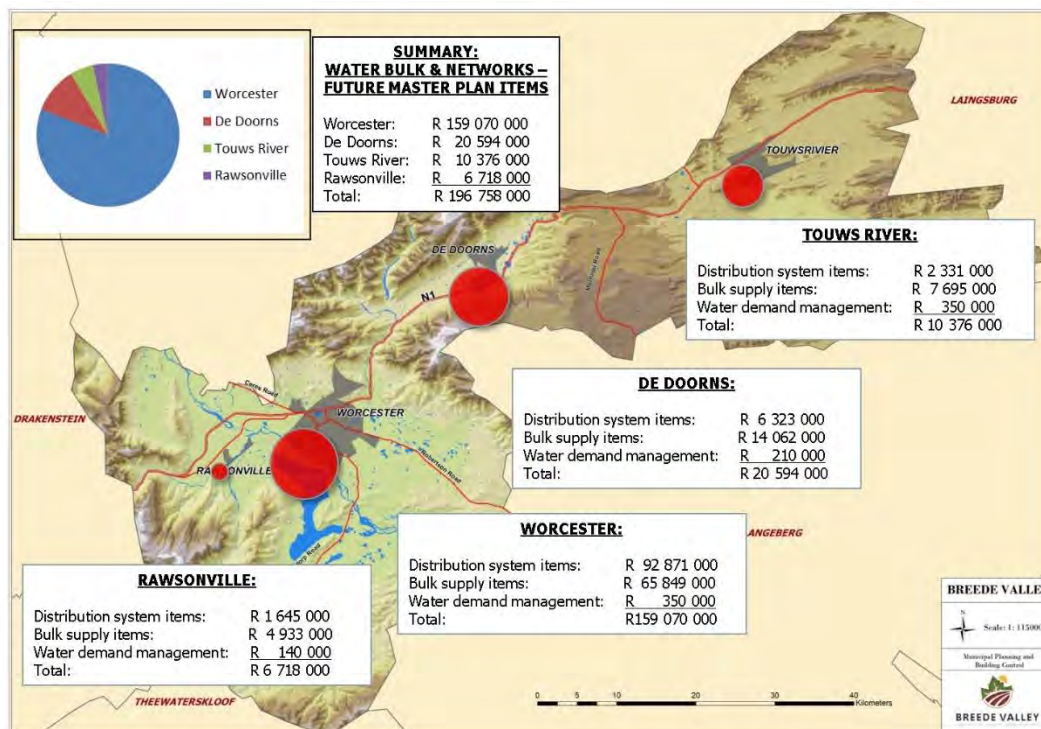 Worcester
De Doorns
Touws River
Rawsonville
SUMMARY:
WATER BULK & NETWORKS –
FUTURE MASTER PLAN ITEMS
Worcester: R 159 070 000
De Doorns: R 20 594 000
Touws River: R 10 376 000
Rawsonville: R 6 718 000
Total: R 196 758 000
LAINGSBURG
TOUWSRIVIER
DE DOORNS
N1
TOUWS RIVER:
Distribution system items: R 2 331 000
Bulk supply items: R 7 695 000
Water demand management: R 350 000
Total: R 10 376 000
Ceres Road
DRAKENSTEIN
WORCESTER
Robertson Road
DE DOORNS:
Distribution system items: R 6 323 000
Bulk supply items: R 14 062 000
Water demand management: R 210 000
Total: R 20 594 000
ANGEBERG
WORCESTER:
Distribution system items: R 92 871 000
Bulk supply items: R 65 849 000
Water demand management: R 350 000
Total: R159 070 000
RAWSONVILLE:
Distribution system items: R 1 645 000
Bulk supply items: R 4 933 000
Water demand management: R 140 000
Total: R 6 718 000
THEEWATERSKLOOF
0 5 10 20 30 40
Kilometers
BREEDE VALLE
N
Scale: 1: 115000
Municipal Planning and
Building Control
BREEDE VALLEY